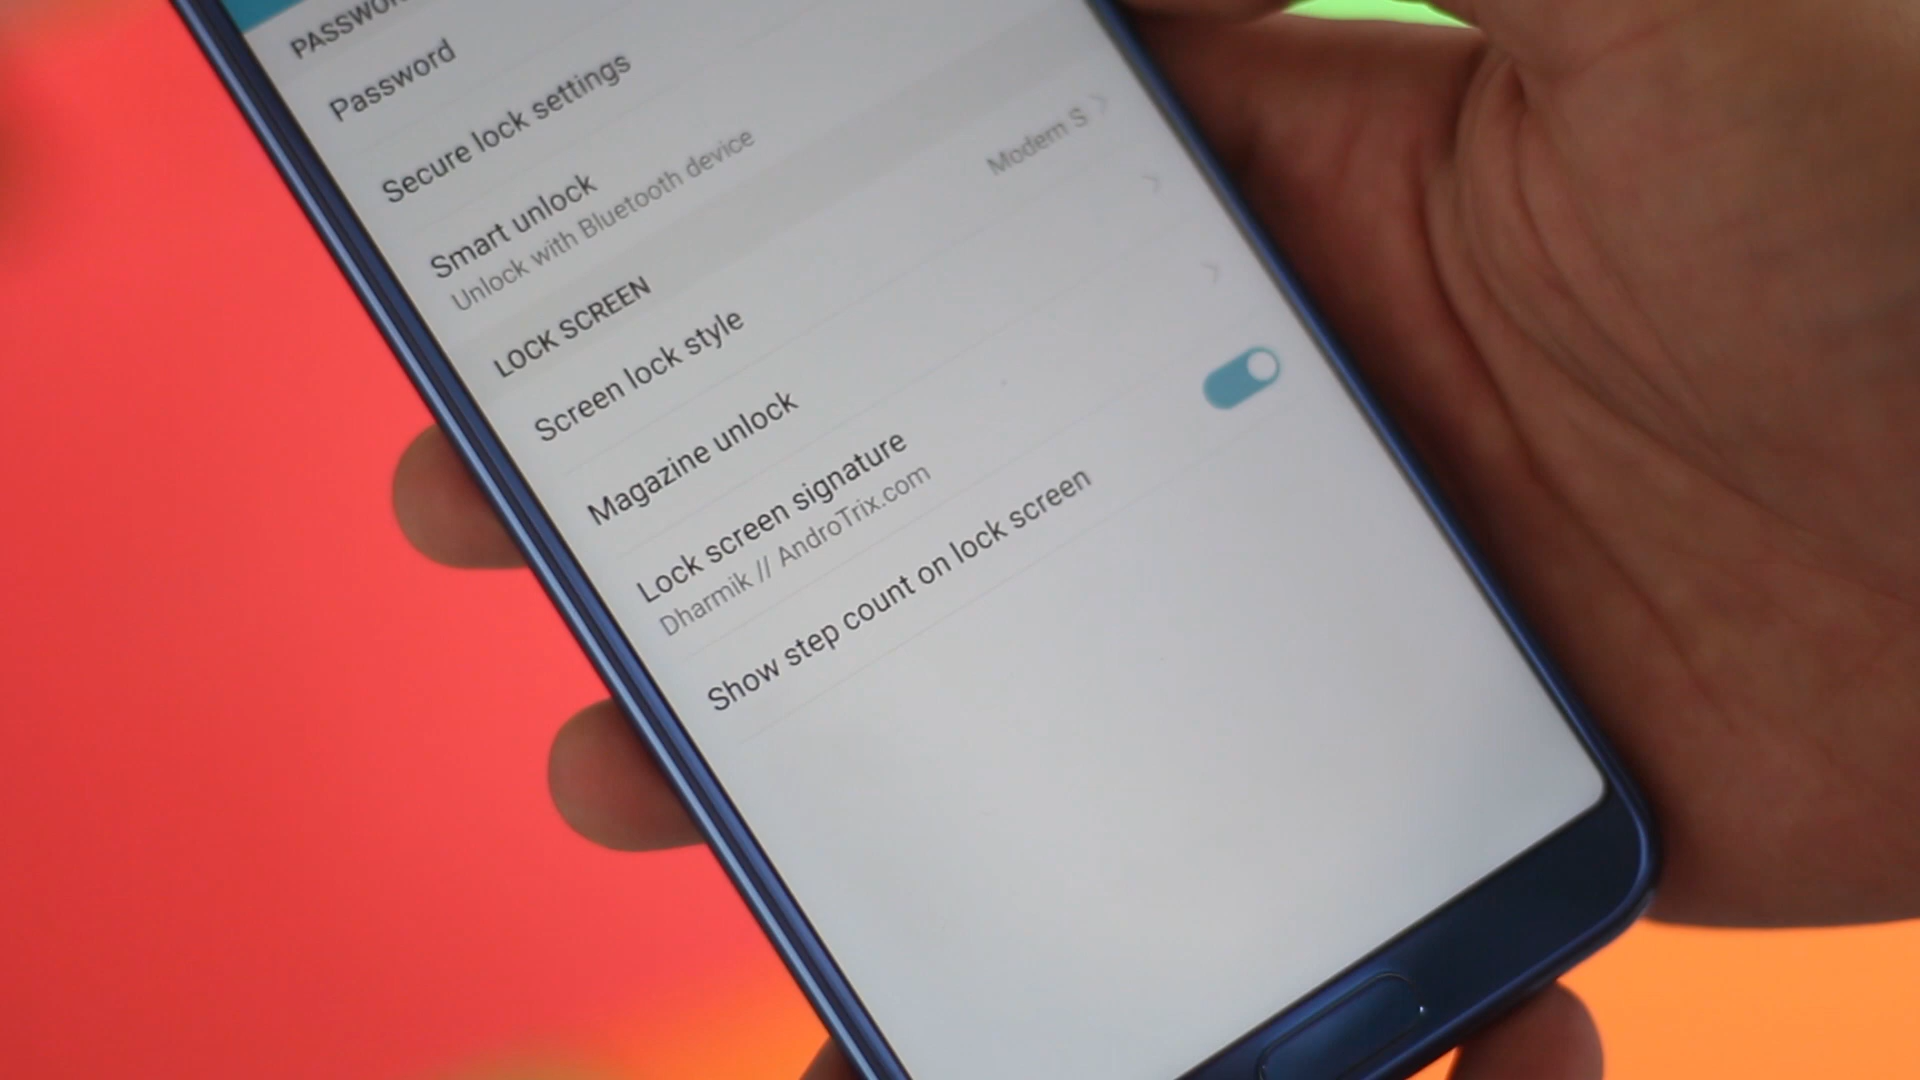 Password
Secure lock settings
Smart unlock
Unlock with Bluetooth device
LOCK SCREEN
Screen lock style
Modern S
Magazine unlock
Lock screen signature
Dharmik // AndroTrix.com
Show step count on lock screen